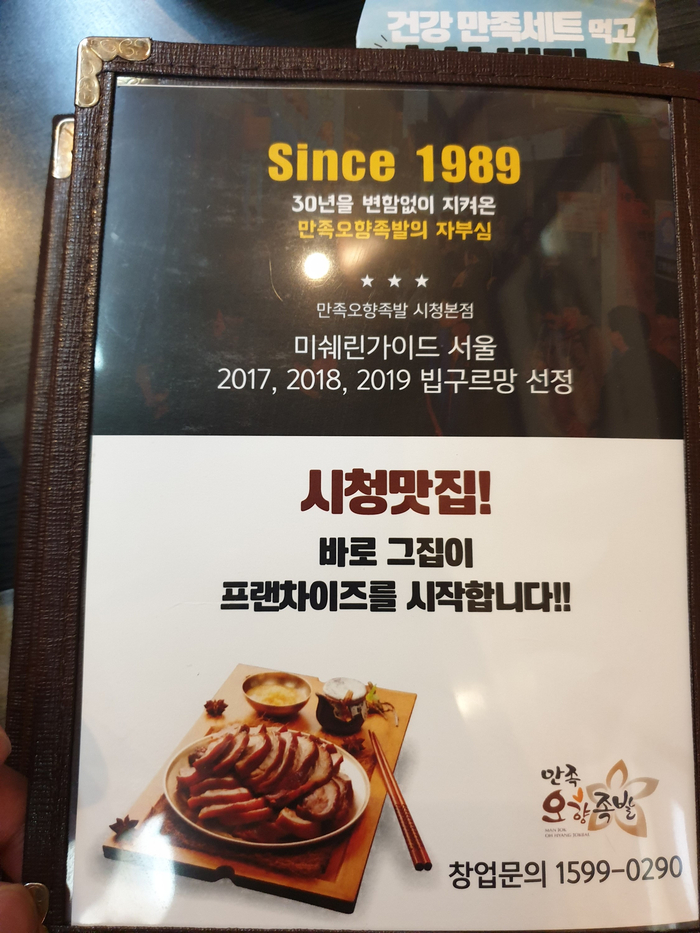 건강 만족세트 먹고
Since 1989
30년을 변함없이 지켜온
만족오향족발의 자부심
만족오향족발 시청본점
미쉐린가이드 서울
2017, 2018, 2019 빕구르망 선정
시청맛집!
바로 그집이
프랜차이즈를 시작합니다!!
만족
오향족발
창업문의 1599-0290